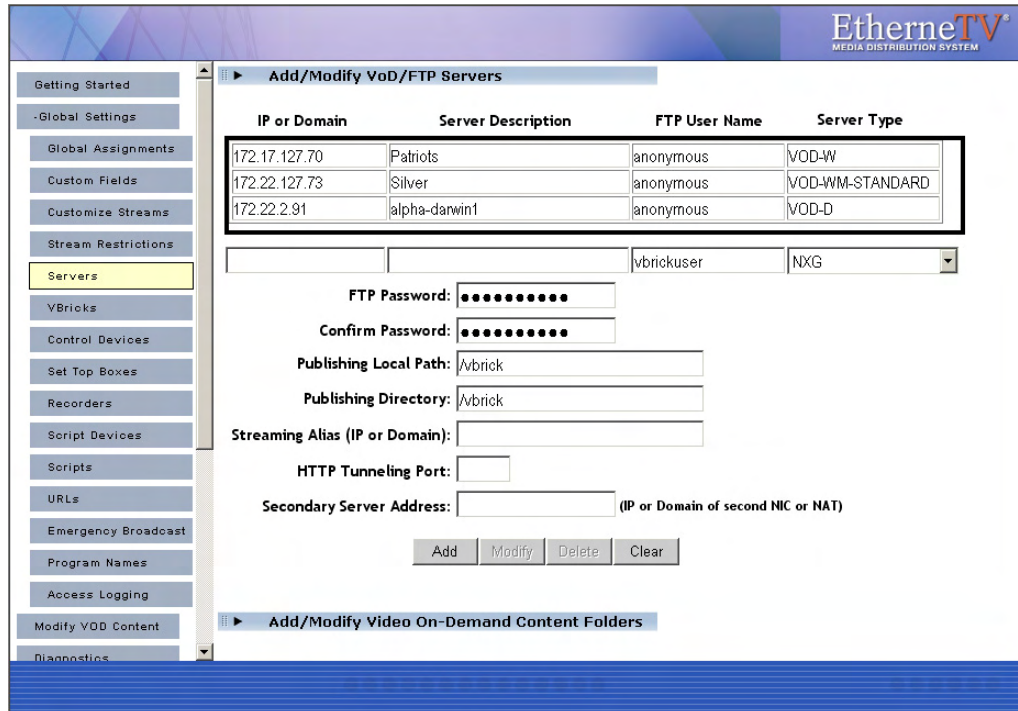 EtherneTV
MEDIA DISTRIBUTION SYSTEM
Getting Started
-Global Settings
Global Assignments
Custom Fields
Customize Streams
Stream Restrictions
Servers
VBricks
Control Devices
Set Top Boxes
Recorders
Script Devices
Scripts
URLs
Emergency Broadcast
Program Names
Access Logging
Modify VOD Content
Diagnostics
Add/Modify VoD/FTP Servers
IP or Domain Server Description FTP User Name Server Type
172.17.127.70 Patriots anonymous VOD-W
172.22.127.73 Silver anonymous VOD-WM-STANDARD
172.22.2.91 alpha-darwin1 anonymous VOD-D
vbrickuser NXG
FTP Password: ●●●●●●●●●●
Confirm Password: ●●●●●●●●●●
Publishing Local Path: /vbrick
Publishing Directory: /vbrick
Streaming Alias (IP or Domain):
HTTP Tunneling Port:
Secondary Server Address: (IP or Domain of second NIC or NAT)
Add Modify Delete Clear
Add/Modify Video On-Demand Content Folders